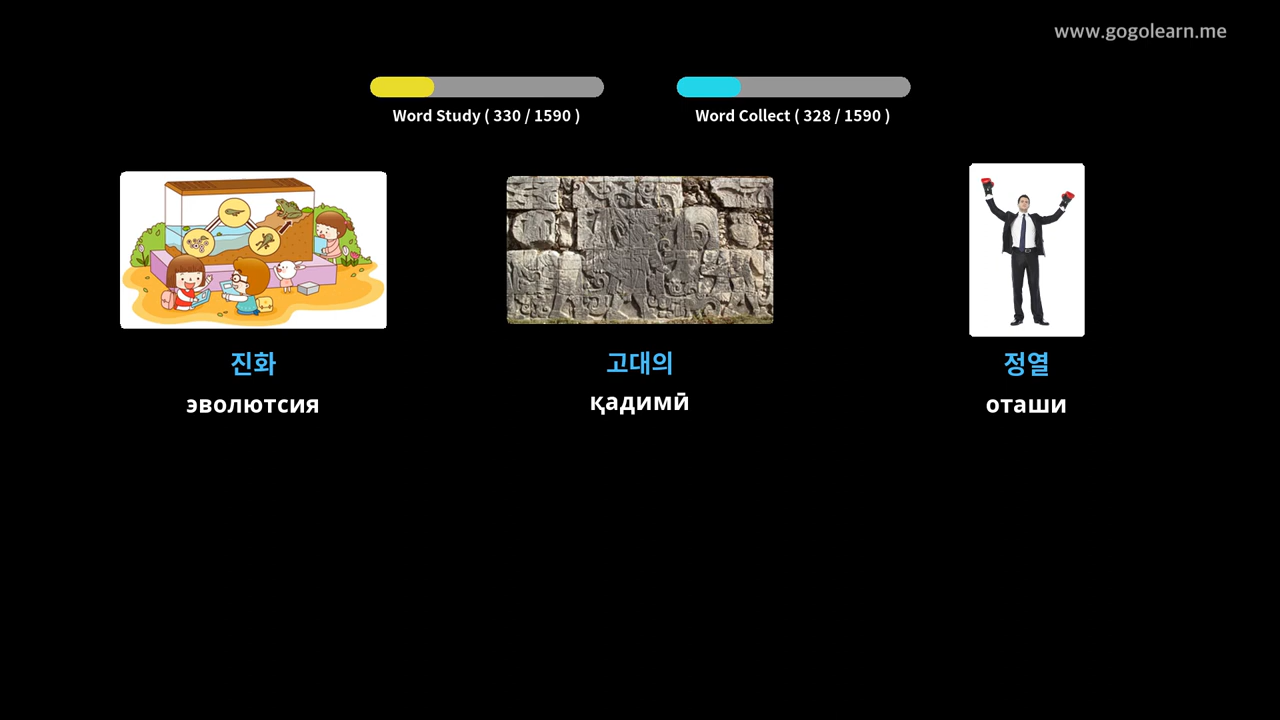 www.gogolearn.me
Word Study ( 330 / 1590 )
Word Collect ( 328 / 1590 )
진화
고대의
정열
эволютсия
қадимӣ
оташи